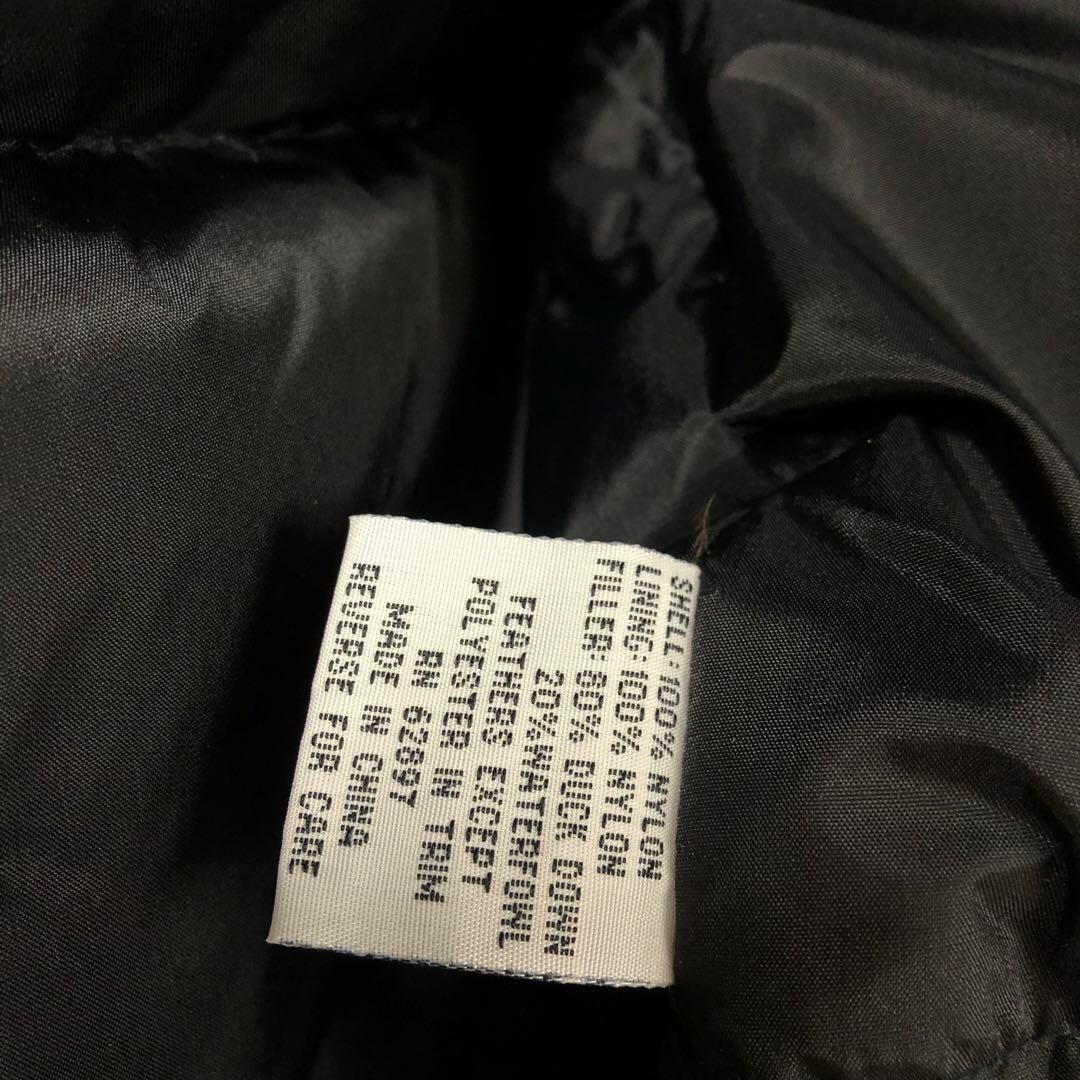 SHELL: 100% NYLON
LINING: 100% NYLON
FILLER: 80% DUCK DOWN
20% WATERFOWL
FEATHERS EXCEPT
POLYESTER IN TRIM
RN 62897
MADE IN CHINA
REVERSE FOR CARE